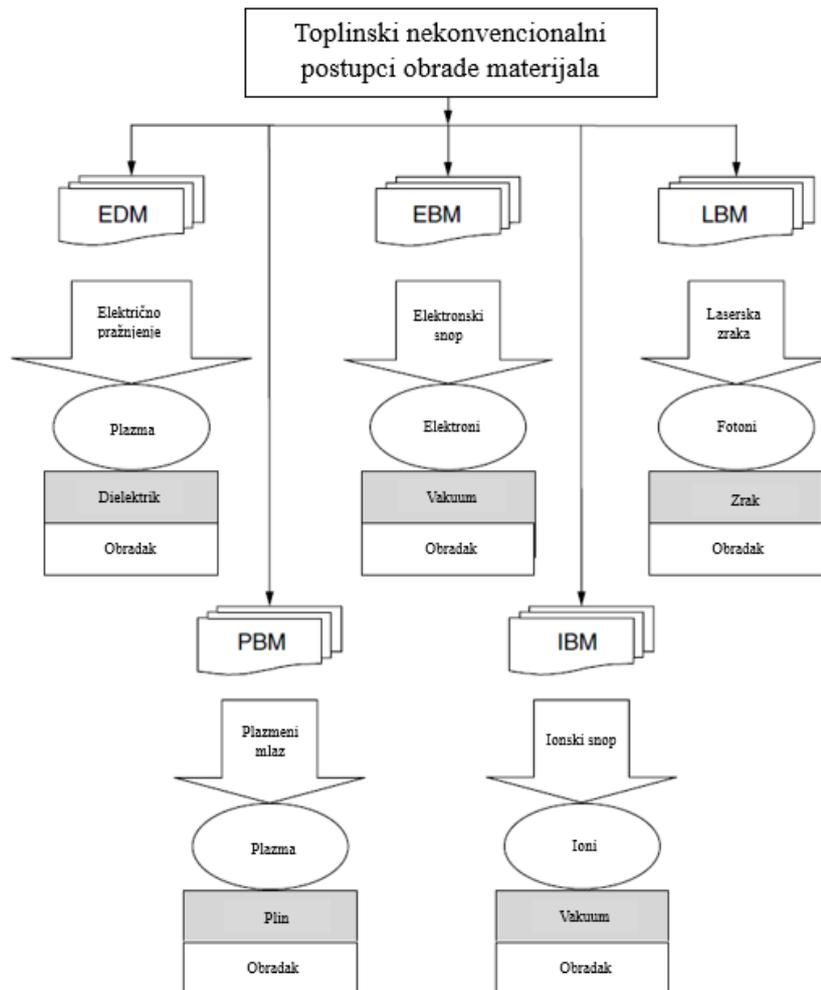 Toplinski nekonvencionalni
postupci obrade materijala
EDM
EBM
LBM
Električno
pražnjenje
Elektronski
snop
Laserska
zraka
Plazma
Elektroni
Fotoni
Dielektrik
Vakuum
Zrak
Obradak
Obradak
Obradak
PBM
IBM
Plazmeni
mlaz
Ionski snop
Plazma
Ioni
Plin
Vakuum
Obradak
Obradak